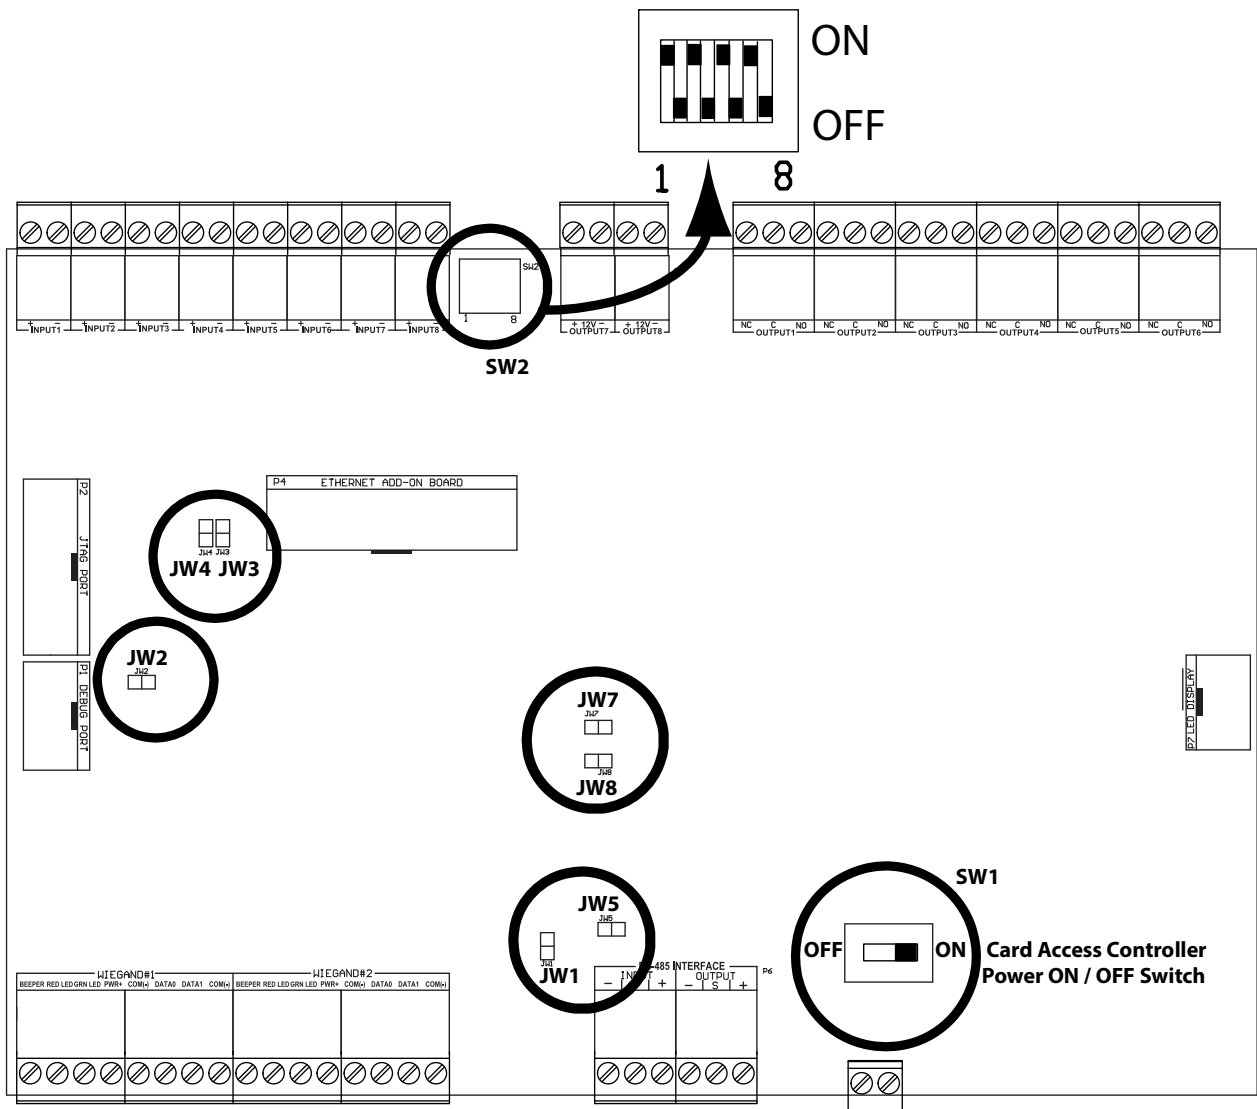 ON
OFF
1 8
SW2
1 8
+ − + − + − + − + − + − + − +
INPUT1 INPUT2 INPUT3 INPUT4 INPUT5 INPUT6 INPUT7 INPUT8
+ 12V − + 12V −
OUTPUT7 OUTPUT8
NC C NO NC C NO NC C NO NC C NO NC C NO NC C NO
OUTPUT1 OUTPUT2 OUTPUT3 OUTPUT4 OUTPUT5 OUTPUT6
SW2
P4 ETHERNET ADD-ON BOARD
P2 JTAG PORT
JW4 JW3
JW4 JW3
JW2
JW2
P1 DEBUG PORT
JW7
JW7
JW8
JW8
P7 LED DISPLAY
SW1
OFF ON
Card Access Controller
Power ON / OFF Switch
JW5
JW5
JW1
JW1
WIEGAND#1 WIEGAND#2
BEEPER RED LED GRN LED PWR+ COM(-) DATA0 DATA1 COM(-) BEEPER RED LED GRN LED PWR+ COM(-) DATA0 DATA1 COM(-)
-485 INTERFACE P6
OUTPUT
− + − S +